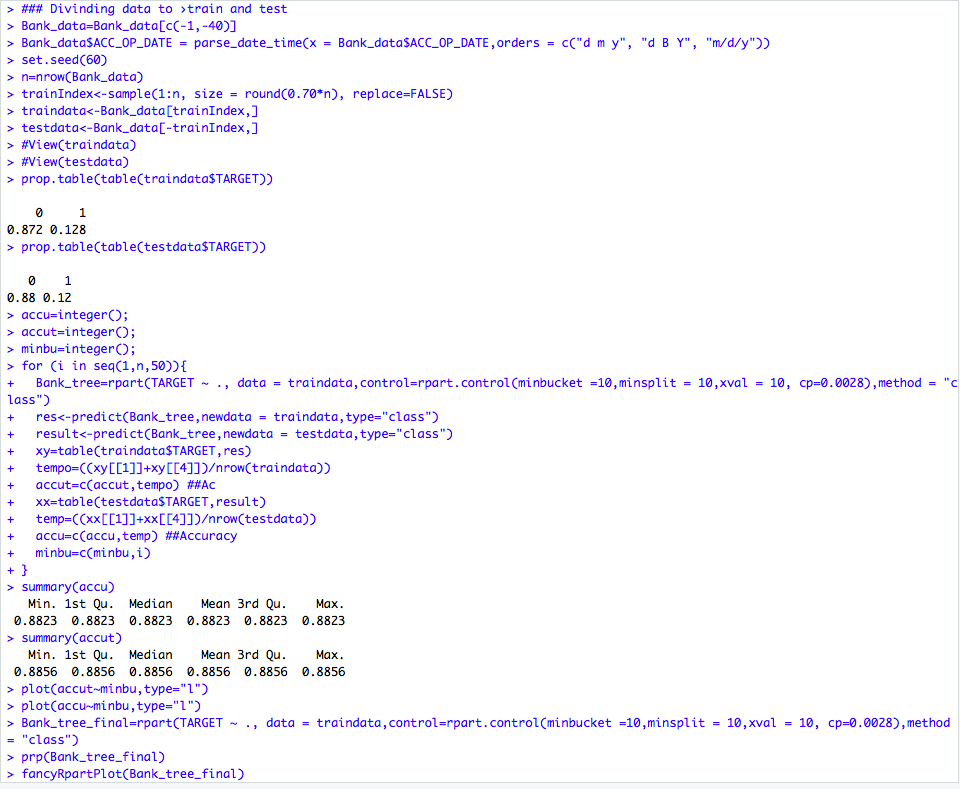 > ### Divinding data to >train and test
> Bank_data=Bank_data[c(-1,-40)]
> Bank_data$ACC_OP_DATE = parse_date_time(x = Bank_data$ACC_OP_DATE,orders = c("d m y", "d B Y", "m/d/y"))
> set.seed(60)
> n=nrow(Bank_data)
> trainIndex<-sample(1:n, size = round(0.70*n), replace=FALSE)
> traindata<-Bank_data[trainIndex,]
> testdata<-Bank_data[-trainIndex,]
> #View(traindata)
> #View(testdata)
> prop.table(table(traindata$TARGET))
    0     1
0.872 0.128
> prop.table(table(testdata$TARGET))
   0    1
0.88 0.12
> accu=integer();
> accut=integer();
> minbu=integer();
> for (i in seq(1,n,50)){
+   Bank_tree=rpart(TARGET ~ ., data = traindata,control=rpart.control(minbucket =10,minsplit = 10,xval = 10, cp=0.0028),method = "c
lass")
+   res<-predict(Bank_tree,newdata = traindata,type="class")
+   result<-predict(Bank_tree,newdata = testdata,type="class")
+   xy=table(traindata$TARGET,res)
+   tempo=((xy[[1]]+xy[[4]])/nrow(traindata))
+   accut=c(accut,tempo) ##Ac
+   xx=table(testdata$TARGET,result)
+   temp=((xx[[1]]+xx[[4]])/nrow(testdata))
+   accu=c(accu,temp) ##Accuracy
+   minbu=c(minbu,i)
+ }
> summary(accu)
   Min. 1st Qu.  Median    Mean 3rd Qu.    Max.
 0.8823  0.8823  0.8823  0.8823  0.8823  0.8823
> summary(accut)
   Min. 1st Qu.  Median    Mean 3rd Qu.    Max.
 0.8856  0.8856  0.8856  0.8856  0.8856  0.8856
> plot(accut~minbu,type="l")
> plot(accu~minbu,type="l")
> Bank_tree_final=rpart(TARGET ~ ., data = traindata,control=rpart.control(minbucket =10,minsplit = 10,xval = 10, cp=0.0028),method
= "class")
> prp(Bank_tree_final)
> fancyRpartPlot(Bank_tree_final)